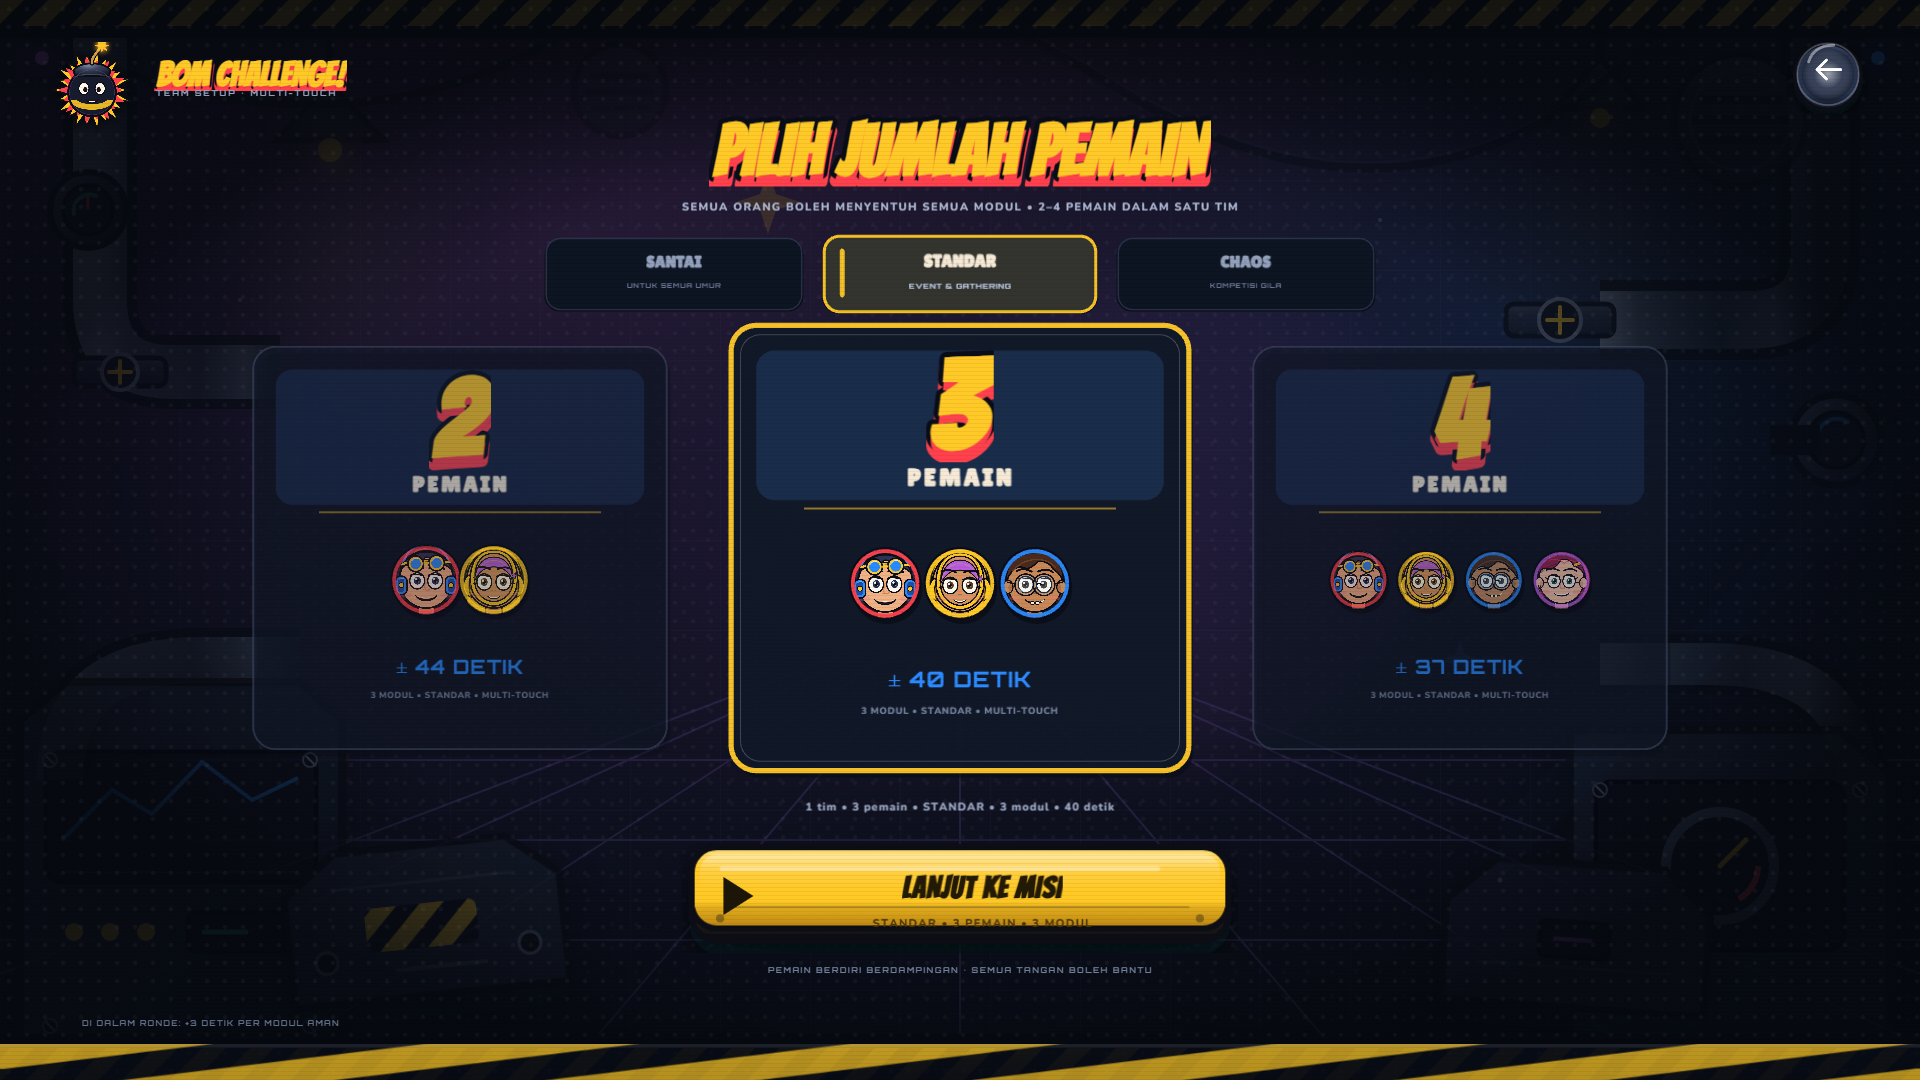 BOM CHALLENGE!
TEAM SETUP · MULTI-TOUCH
PILIH JUMLAH PEMAIN
SEMUA ORANG BOLEH MENYENTUH SEMUA MODUL • 2–4 PEMAIN DALAM SATU TIM
SANTAI
UNTUK SEMUA UMUR
STANDAR
EVENT & GATHERING
CHAOS
KOMPETISI GILA
2
PEMAIN
± 44 DETIK
3 MODUL • STANDAR • MULTI-TOUCH
3
PEMAIN
± 40 DETIK
3 MODUL • STANDAR • MULTI-TOUCH
4
PEMAIN
± 37 DETIK
3 MODUL • STANDAR • MULTI-TOUCH
1 tim • 3 pemain • STANDAR • 3 modul • 40 detik
LANJUT KE MISI
STANDAR • 3 PEMAIN • 3 MODUL
PEMAIN BERDIRI BERDAMPINGAN · SEMUA TANGAN BOLEH BANTU
DI DALAM RONDE: +3 DETIK PER MODUL AMAN